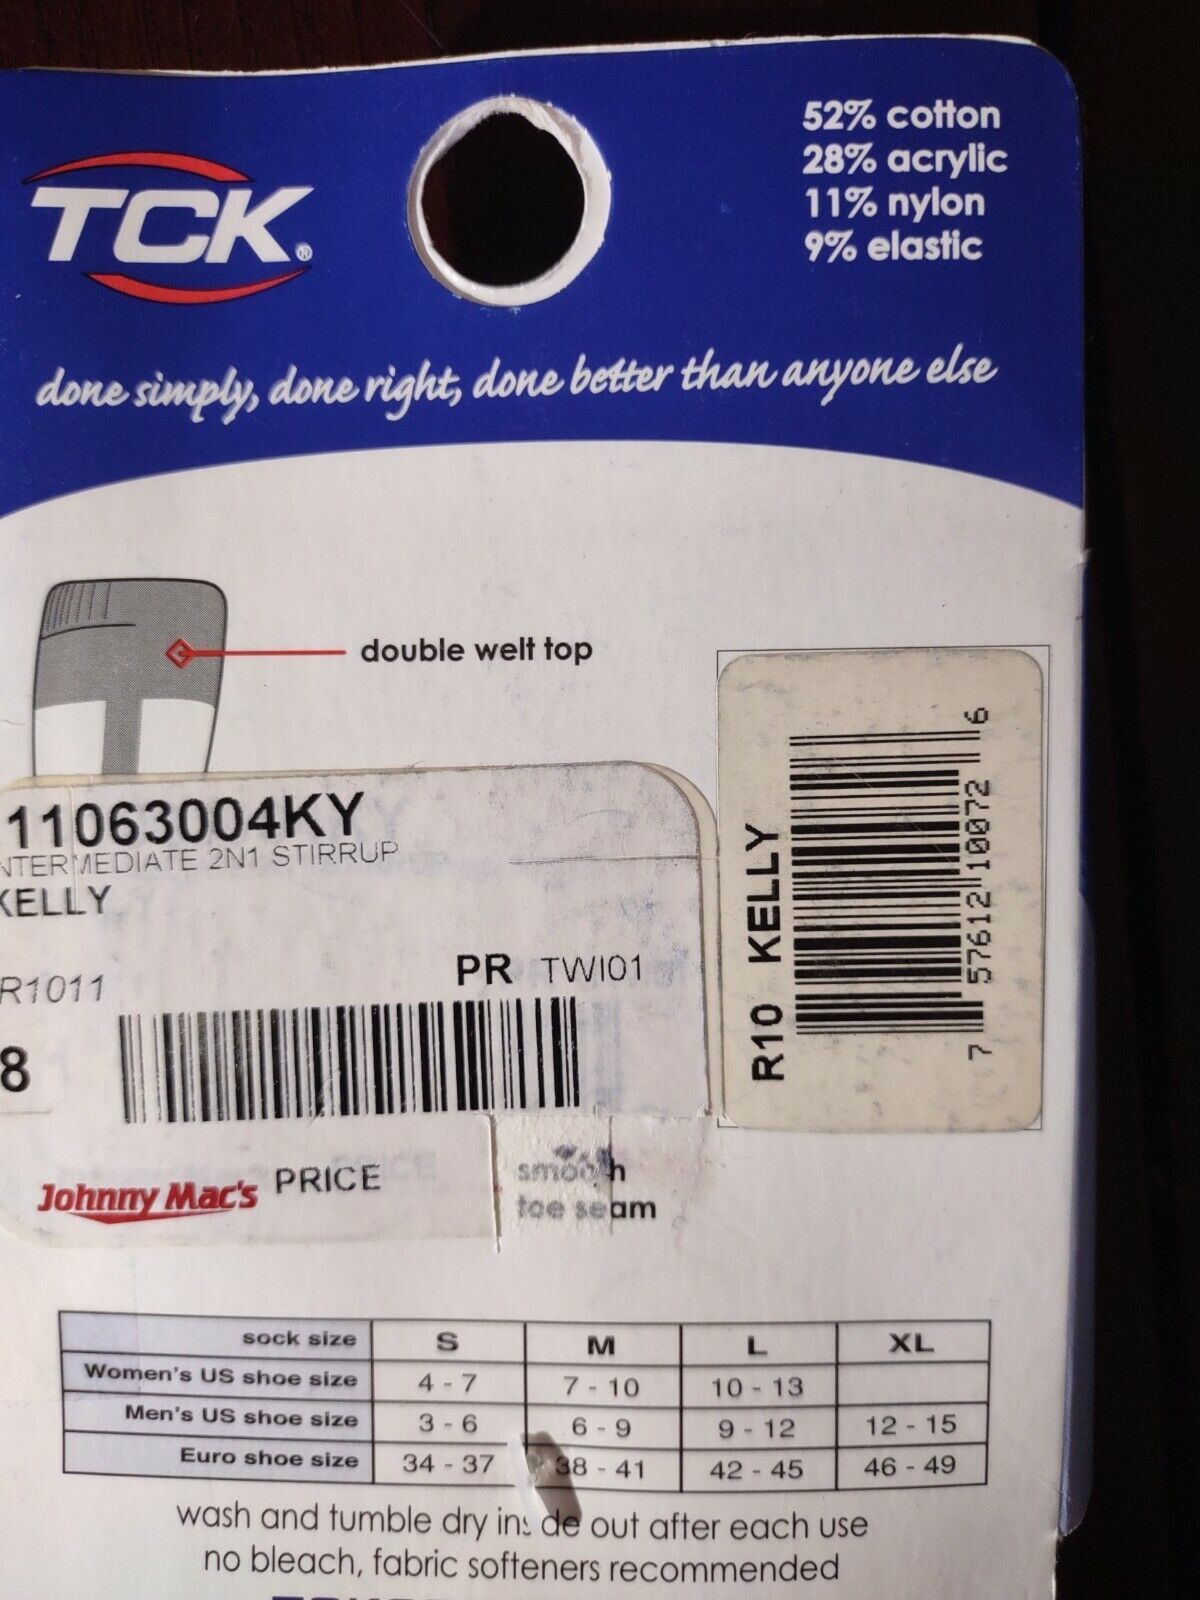 52% cotton
28% acrylic
11% nylon
9% elastic
TCK®
done simply, done right, done better than anyone else
double welt top
11063004KY
NTERMEDIATE 2N1 STIRRUP
KELLY
R1011
PR TWI01
8
Johnny Mac's PRICE
R10 KELLY
7 57612 10072 6
smooth
toe seam
sock size S M L XL
Women's US shoe size 4 - 7 7 - 10 10 - 13
Men's US shoe size 3 - 6 6 - 9 9 - 12 12 - 15
Euro shoe size 34 - 37 38 - 41 42 - 45 46 - 49
wash and tumble dry inside out after each use
no bleach, fabric softeners recommended